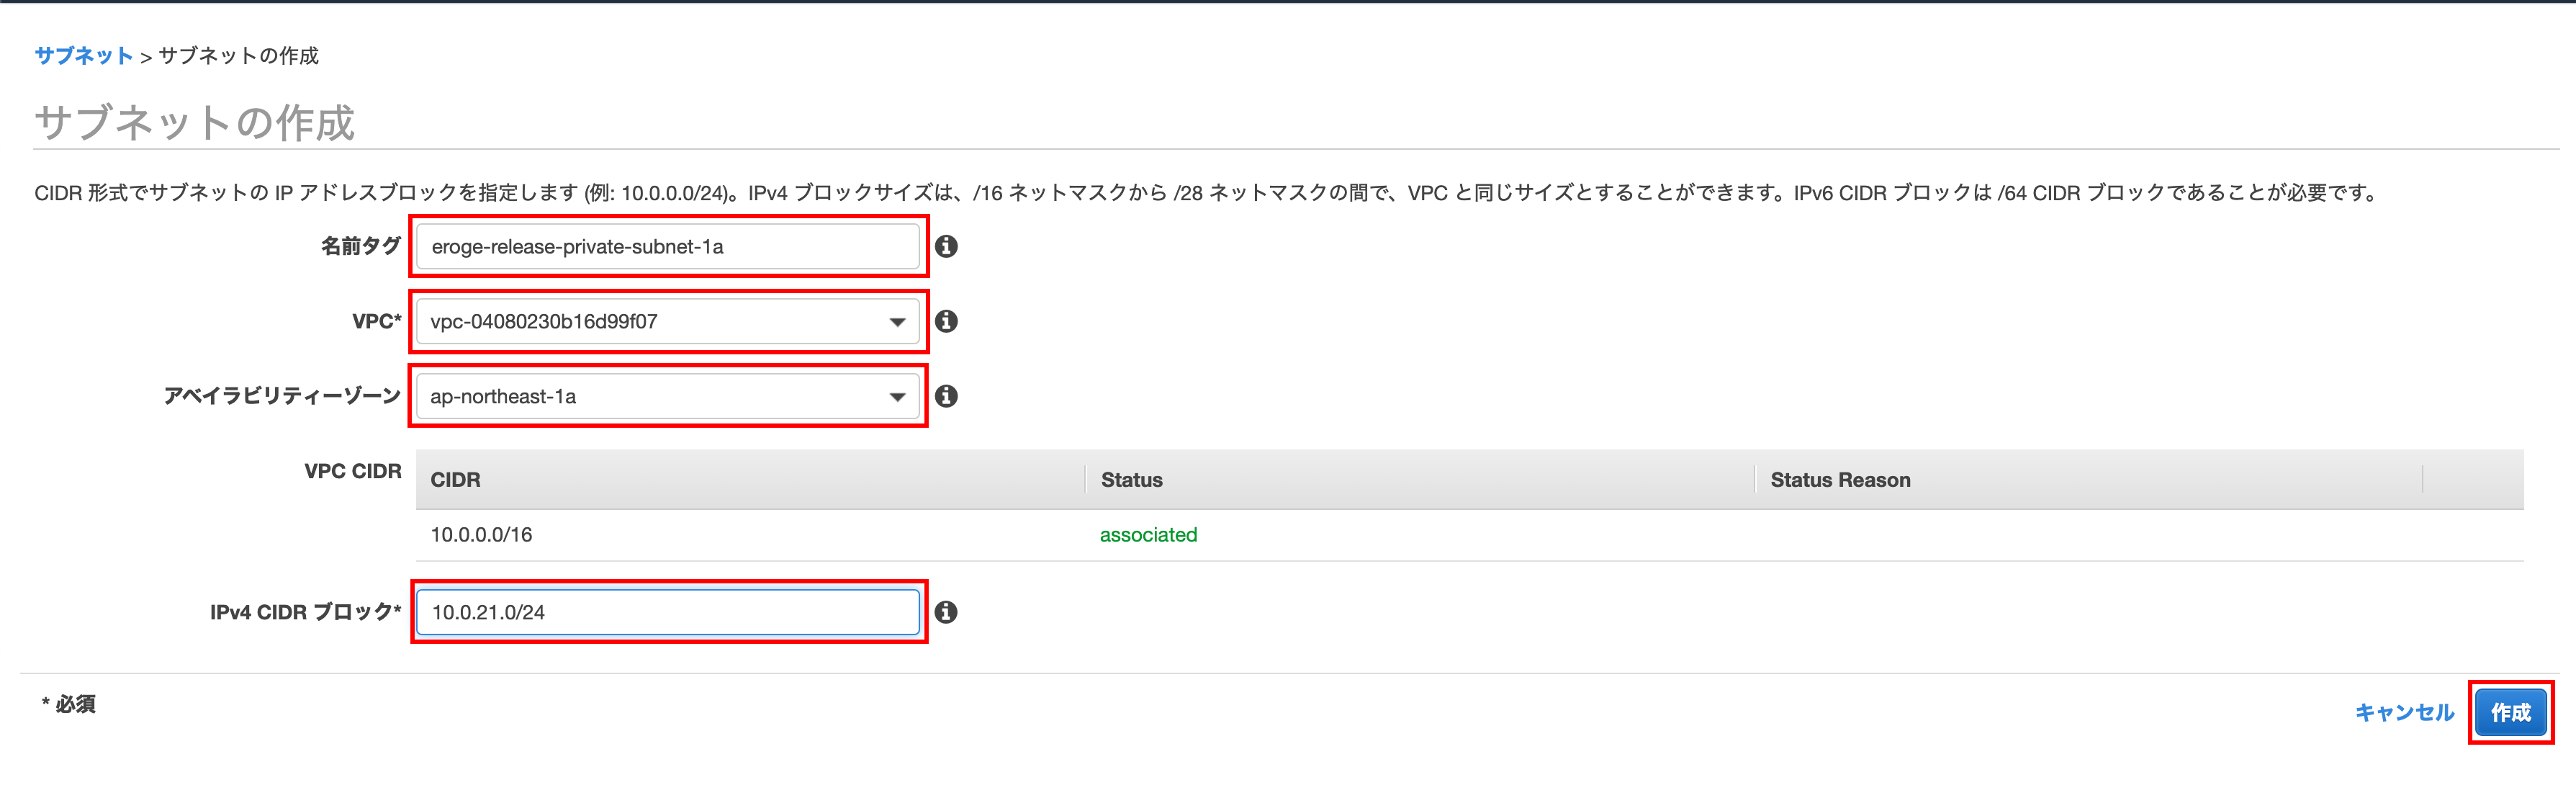 サブネット > サブネットの作成
サブネットの作成
CIDR 形式でサブネットの IP アドレスブロックを指定します (例: 10.0.0.0/24)。IPv4 ブロックサイズは、/16 ネットマスクから /28 ネットマスクの間で、VPC と同じサイズとすることができます。IPv6 CIDR ブロックは /64 CIDR ブロックであることが必要です。
名前タグ eroge-release-private-subnet-1a
VPC* vpc-04080230b16d99f07
アベイラビリティーゾーン ap-northeast-1a
VPC CIDR CIDR Status Status Reason
10.0.0.0/16 associated
IPv4 CIDR ブロック* 10.0.21.0/24
* 必須 キャンセル 作成